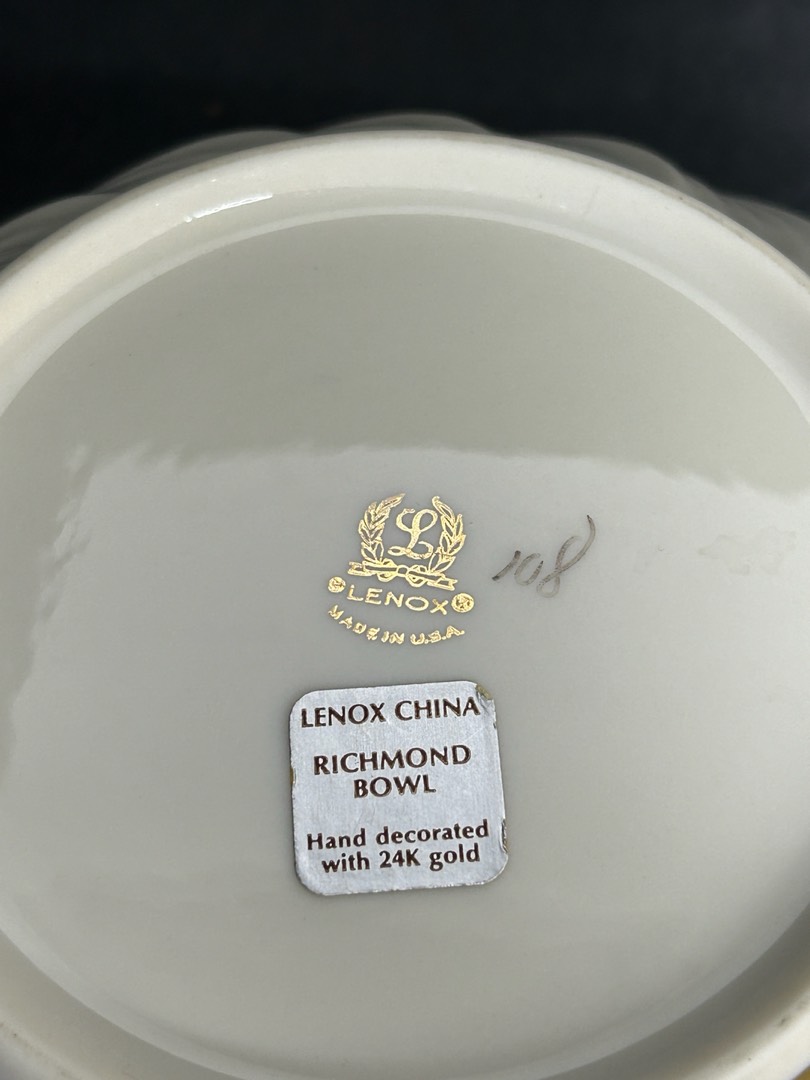 L
LENOX
MADE IN U.S.A.
108
LENOX CHINA
RICHMOND
BOWL
Hand decorated
with 24K gold